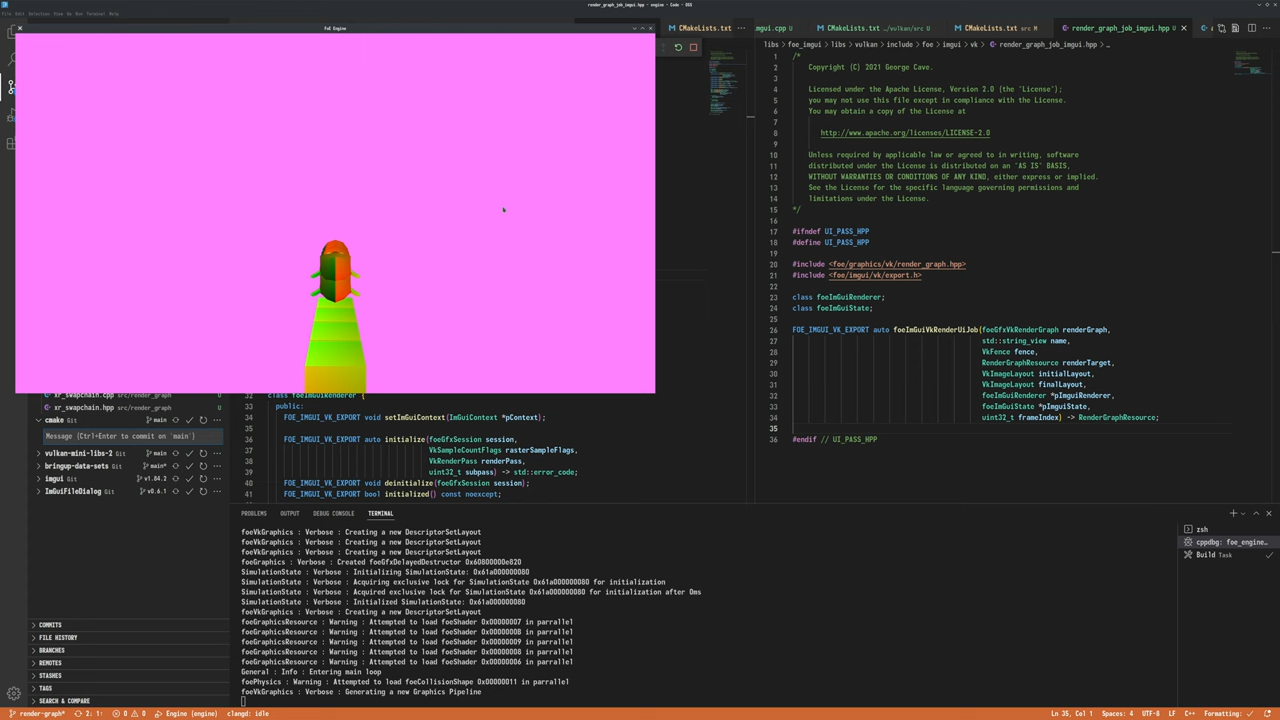 render_graph_job_imgui.hpp - engine - Code - OSS
File Edit Selection View Go Run Terminal Help
FoE Engine
CMakeLists.txt
imgui.cpp U
CMakeLists.txt .../vulkan/src U
CMakeLists.txt src M
render_graph_job_imgui.hpp U
libs > foe_imgui > libs > vulkan > include > foe > imgui > vk > render_graph_job_imgui.hpp > …
1 /*
2 Copyright (C) 2021 George Cave.
3
4 Licensed under the Apache License, Version 2.0 (the 'License');
5 you may not use this file except in compliance with the License.
6 You may obtain a copy of the License at
7
8 http://www.apache.org/licenses/LICENSE-2.0
9
10 Unless required by applicable law or agreed to in writing, software
11 distributed under the License is distributed on an 'AS IS' BASIS,
12 WITHOUT WARRANTIES OR CONDITIONS OF ANY KIND, either express or implied.
13 See the License for the specific language governing permissions and
14 limitations under the License.
15 */
16
17 #ifndef UI_PASS_HPP
18 #define UI_PASS_HPP
19
20 #include <foe/graphics/vk/render_graph.hpp>
21 #include <foe/imgui/vk/export.h>
22
23 class foeImGuiRenderer;
24 class foeImGuiState;
25
26 FOE_IMGUI_VK_EXPORT auto foeImGuiVkRenderUiJob(foeGfxVkRenderGraph renderGraph,
27 std::string_view name,
28 VkFence fence,
29 RenderGraphResource renderTarget,
30 VkImageLayout initialLayout,
31 VkImageLayout finalLayout,
32 foeImGuiRenderer *pImguiRenderer,
33 foeImGuiState *pImguiState,
34 uint32_t frameIndex) -> RenderGraphResource;
35
36 #endif // UI_PASS_HPP
xr_swapchain.cpp src/render_graph U
xr_swapchain.hpp src/render_graph U
cmake Git main
Message (Ctrl+Enter to commit on 'main')
vulkan-mini-libs-2 Git main
bringup-data-sets Git main*
imgui Git v1.84.2
ImGuiFileDialog Git v0.6.1
32 class foeImGuiRenderer {
33 public:
34 FOE_IMGUI_VK_EXPORT void setImGuiContext(ImGuiContext *pContext);
35
36 FOE_IMGUI_VK_EXPORT auto initialize(foeGfxSession session,
37 VkSampleCountFlags rasterSampleFlags,
38 VkRenderPass renderPass,
39 uint32_t subpass) -> std::error_code;
40 FOE_IMGUI_VK_EXPORT void deinitialize(foeGfxSession session);
41 FOE_IMGUI_VK_EXPORT bool initialized() const noexcept;
PROBLEMS OUTPUT DEBUG CONSOLE TERMINAL
foeVkGraphics : Verbose : Creating a new DescriptorSetLayout
foeVkGraphics : Verbose : Creating a new DescriptorSetLayout
foeVkGraphics : Verbose : Creating a new DescriptorSetLayout
foeGraphics : Verbose : Created foeGfxDelayedDestructor 0x60800000e820
SimulationState : Verbose : Initializing SimulationState: 0x61a000000080
SimulationState : Verbose : Acquiring exclusive lock for SimulationState 0x61a000000080 for initialization
SimulationState : Verbose : Acquired exclusive lock for SimulationState 0x61a000000080 for initialization after 0ms
SimulationState : Verbose : Initialized SimulationState: 0x61a000000080
foeVkGraphics : Verbose : Creating a new DescriptorSetLayout
foeGraphicsResource : Warning : Attempted to load foeShader 0x00000007 in parrallel
foeGraphicsResource : Warning : Attempted to load foeShader 0x0000000B in parrallel
foeGraphicsResource : Warning : Attempted to load foeShader 0x00000009 in parrallel
foeGraphicsResource : Warning : Attempted to load foeShader 0x00000008 in parrallel
foeGraphicsResource : Warning : Attempted to load foeShader 0x00000006 in parrallel
General : Info : Entering main loop
foePhysics : Warning : Attempted to load foeCollisionShape 0x00000011 in parrallel
foeVkGraphics : Verbose : Generating a new Graphics Pipeline
zsh
cppdbg: foe_engine…
Build Task
COMMITS
FILE HISTORY
BRANCHES
REMOTES
STASHES
TAGS
SEARCH & COMPARE
render-graph* 2↓ 1↑ 0 0 Engine (engine) clangd: idle
Ln 35, Col 1 Spaces: 4 UTF-8 LF C++ Formatting: ✓